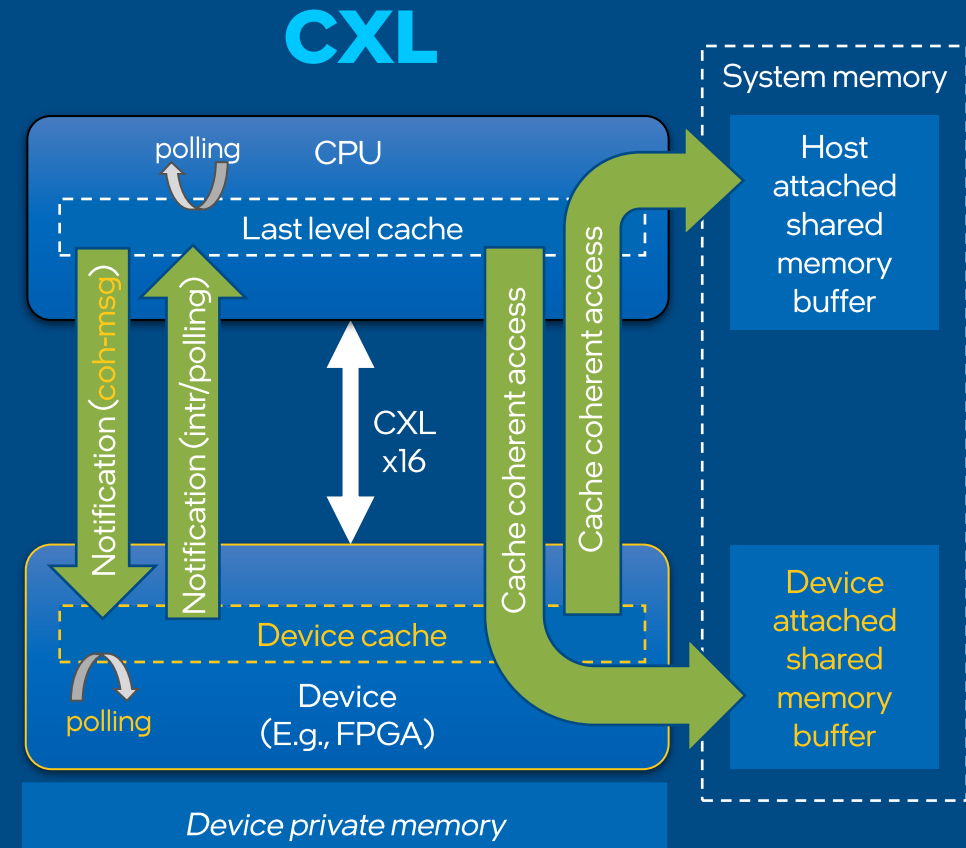 CXL
polling
CPU
Last level cache
Notification (coh-msg)
Notification (intr/polling)
CXL
x16
Cache coherent access
Cache coherent access
System memory
Host
attached
shared
memory
buffer
Device cache
polling
Device
(E.g., FPGA)
Device
attached
shared
memory
buffer
Device private memory